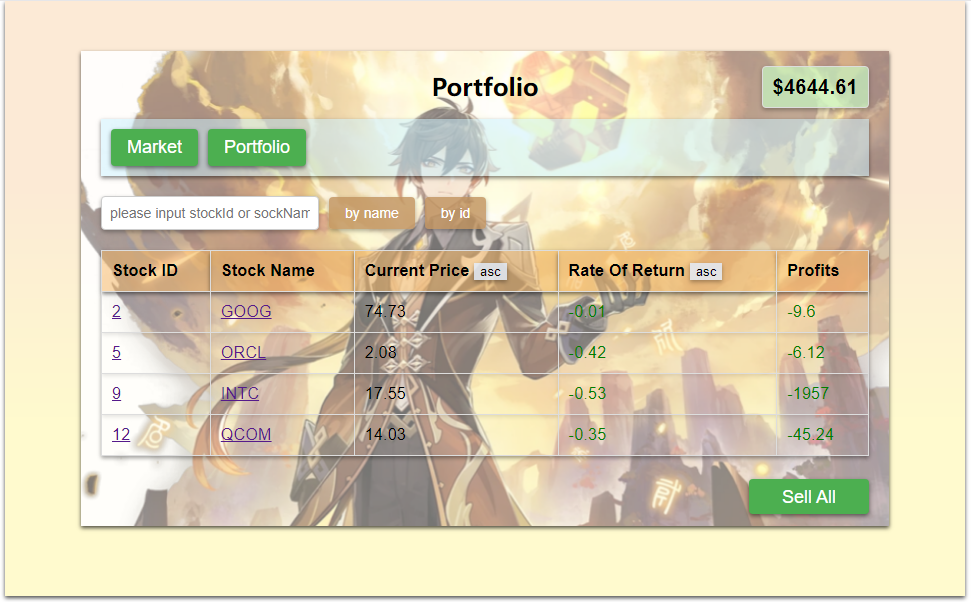 Portfolio
$4644.61
Market Portfolio
please input stockId or sockNam by name by id
Stock ID Stock Name Current Price asc Rate Of Return asc Profits
2 GOOG 74.73 -0.01 -9.6
5 ORCL 2.08 -0.42 -6.12
9 INTC 17.55 -0.53 -1957
12 QCOM 14.03 -0.35 -45.24
Sell All